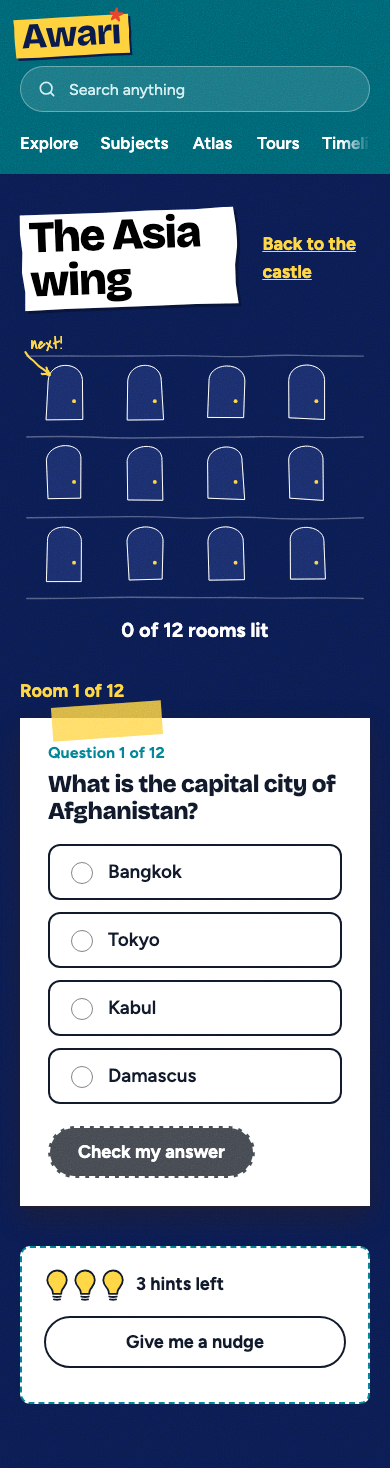 Awari
Search anything
Explore Subjects Atlas Tours Timeli
The Asia
wing
Back to the
castle
next!
0 of 12 rooms lit
Room 1 of 12
Question 1 of 12
What is the capital city of
Afghanistan?
Bangkok
Tokyo
Kabul
Damascus
Check my answer
3 hints left
Give me a nudge